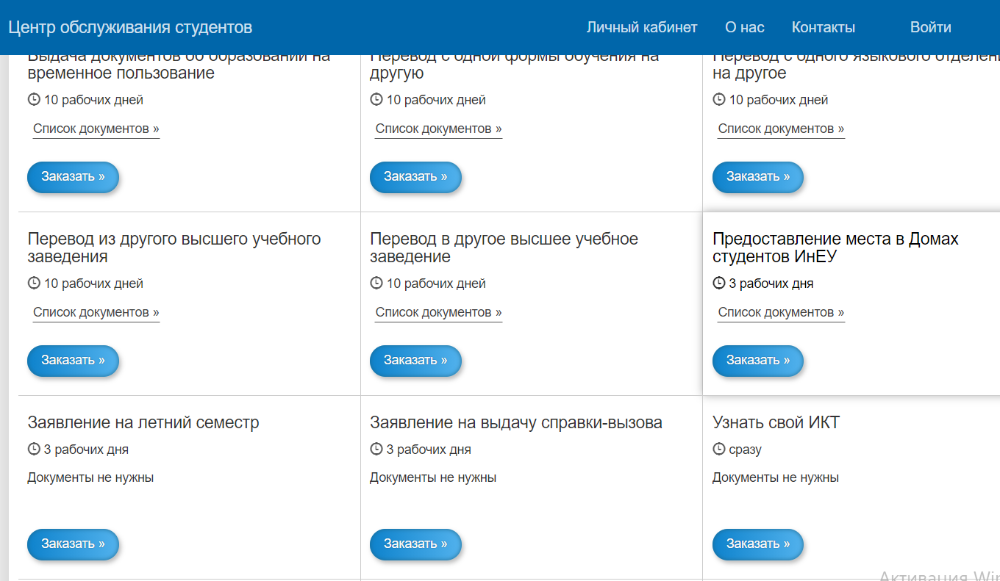 Центр обслуживания студентов
Личный кабинет
О нас
Контакты
Войти
Выдача документов об образовании на
временное пользование
10 рабочих дней
Список документов »
Заказать »
Перевод с одной формы обучения на
другую
10 рабочих дней
Список документов »
Заказать »
Перевод с одного языкового отделени
на другое
10 рабочих дней
Список документов »
Заказать »
Перевод из другого высшего учебного
заведения
10 рабочих дней
Список документов »
Заказать »
Перевод в другое высшее учебное
заведение
10 рабочих дней
Список документов »
Заказать »
Предоставление места в Домах
студентов ИнЕУ
3 рабочих дня
Список документов »
Заказать »
Заявление на летний семестр
3 рабочих дня
Документы не нужны
Заказать »
Заявление на выдачу справки-вызова
3 рабочих дня
Документы не нужны
Заказать »
Узнать свой ИКТ
сразу
Документы не нужны
Заказать »
Активация Win